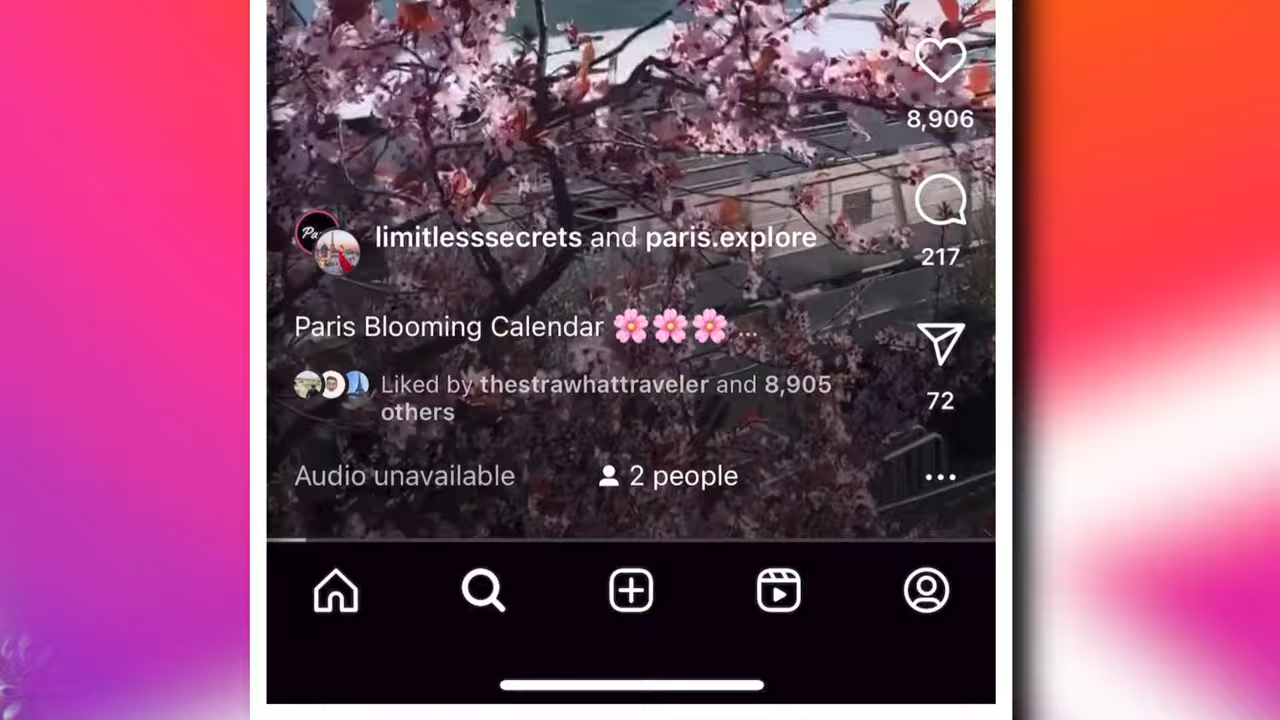 8,906
limitlesssecrets and paris.explore
217
Paris Blooming Calendar 🌸🌸🌸 ...
Liked by thestrawhattraveler and 8,905
others
72
Audio unavailable
2 people